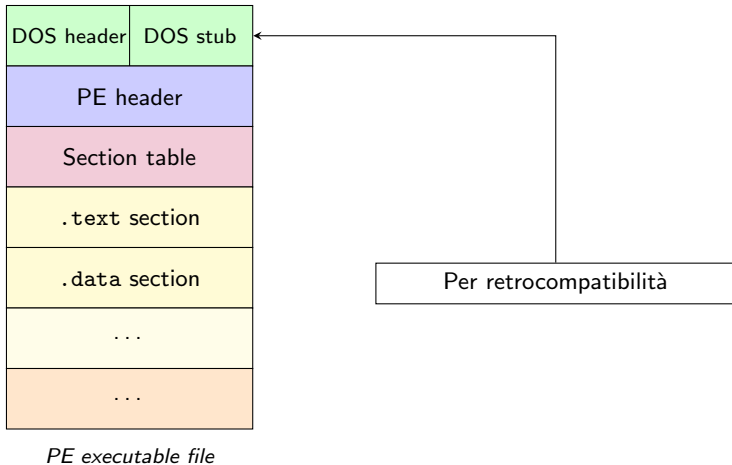 DOS header DOS stub
PE header
Section table
.text section
.data section
Per retrocompatibilità
...
...
PE executable file